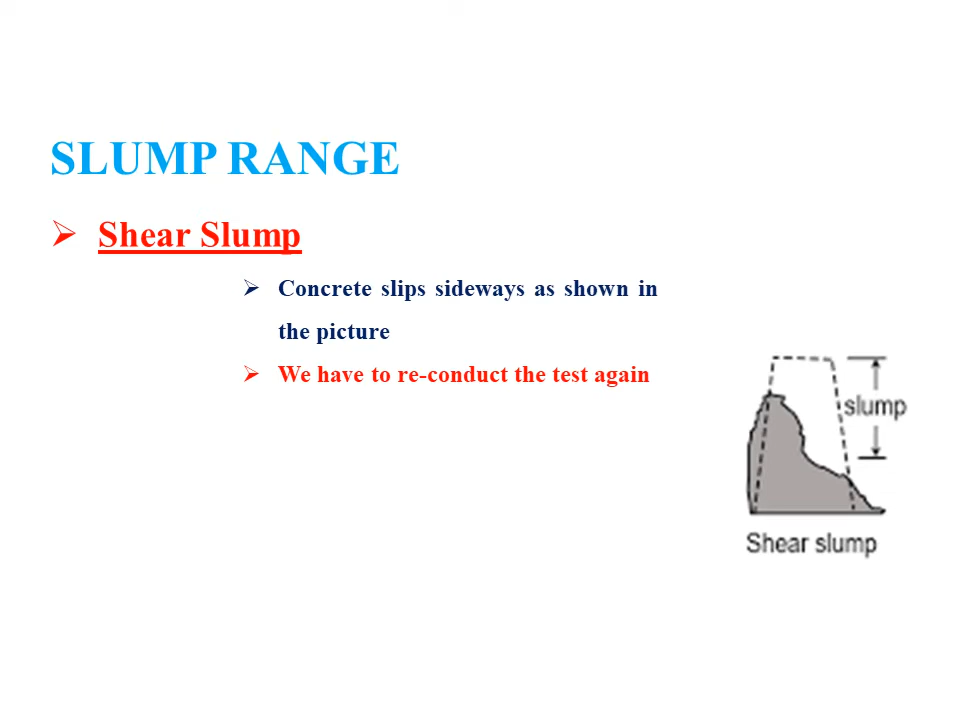 SLUMP RANGE
➢ Shear Slump
➢ Concrete slips sideways as shown in
the picture
➢ We have to re-conduct the test again
slump
Shear slump